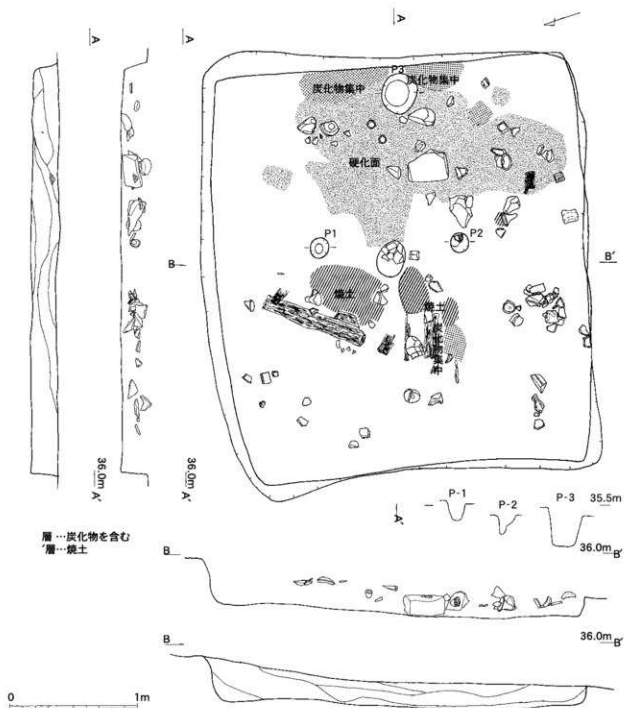 A
A
A
P3
炭化物集中
炭化物集中
硬化面
P1
P2
B
B'
焼土
焼土
炭化物集中
36.0m
A'
36.0m
A'
A'
P-1
P-2
P-3
35.5m
層…炭化物を含む
'層…焼土
B
36.0m
B'
B
36.0m
B'
0
1m